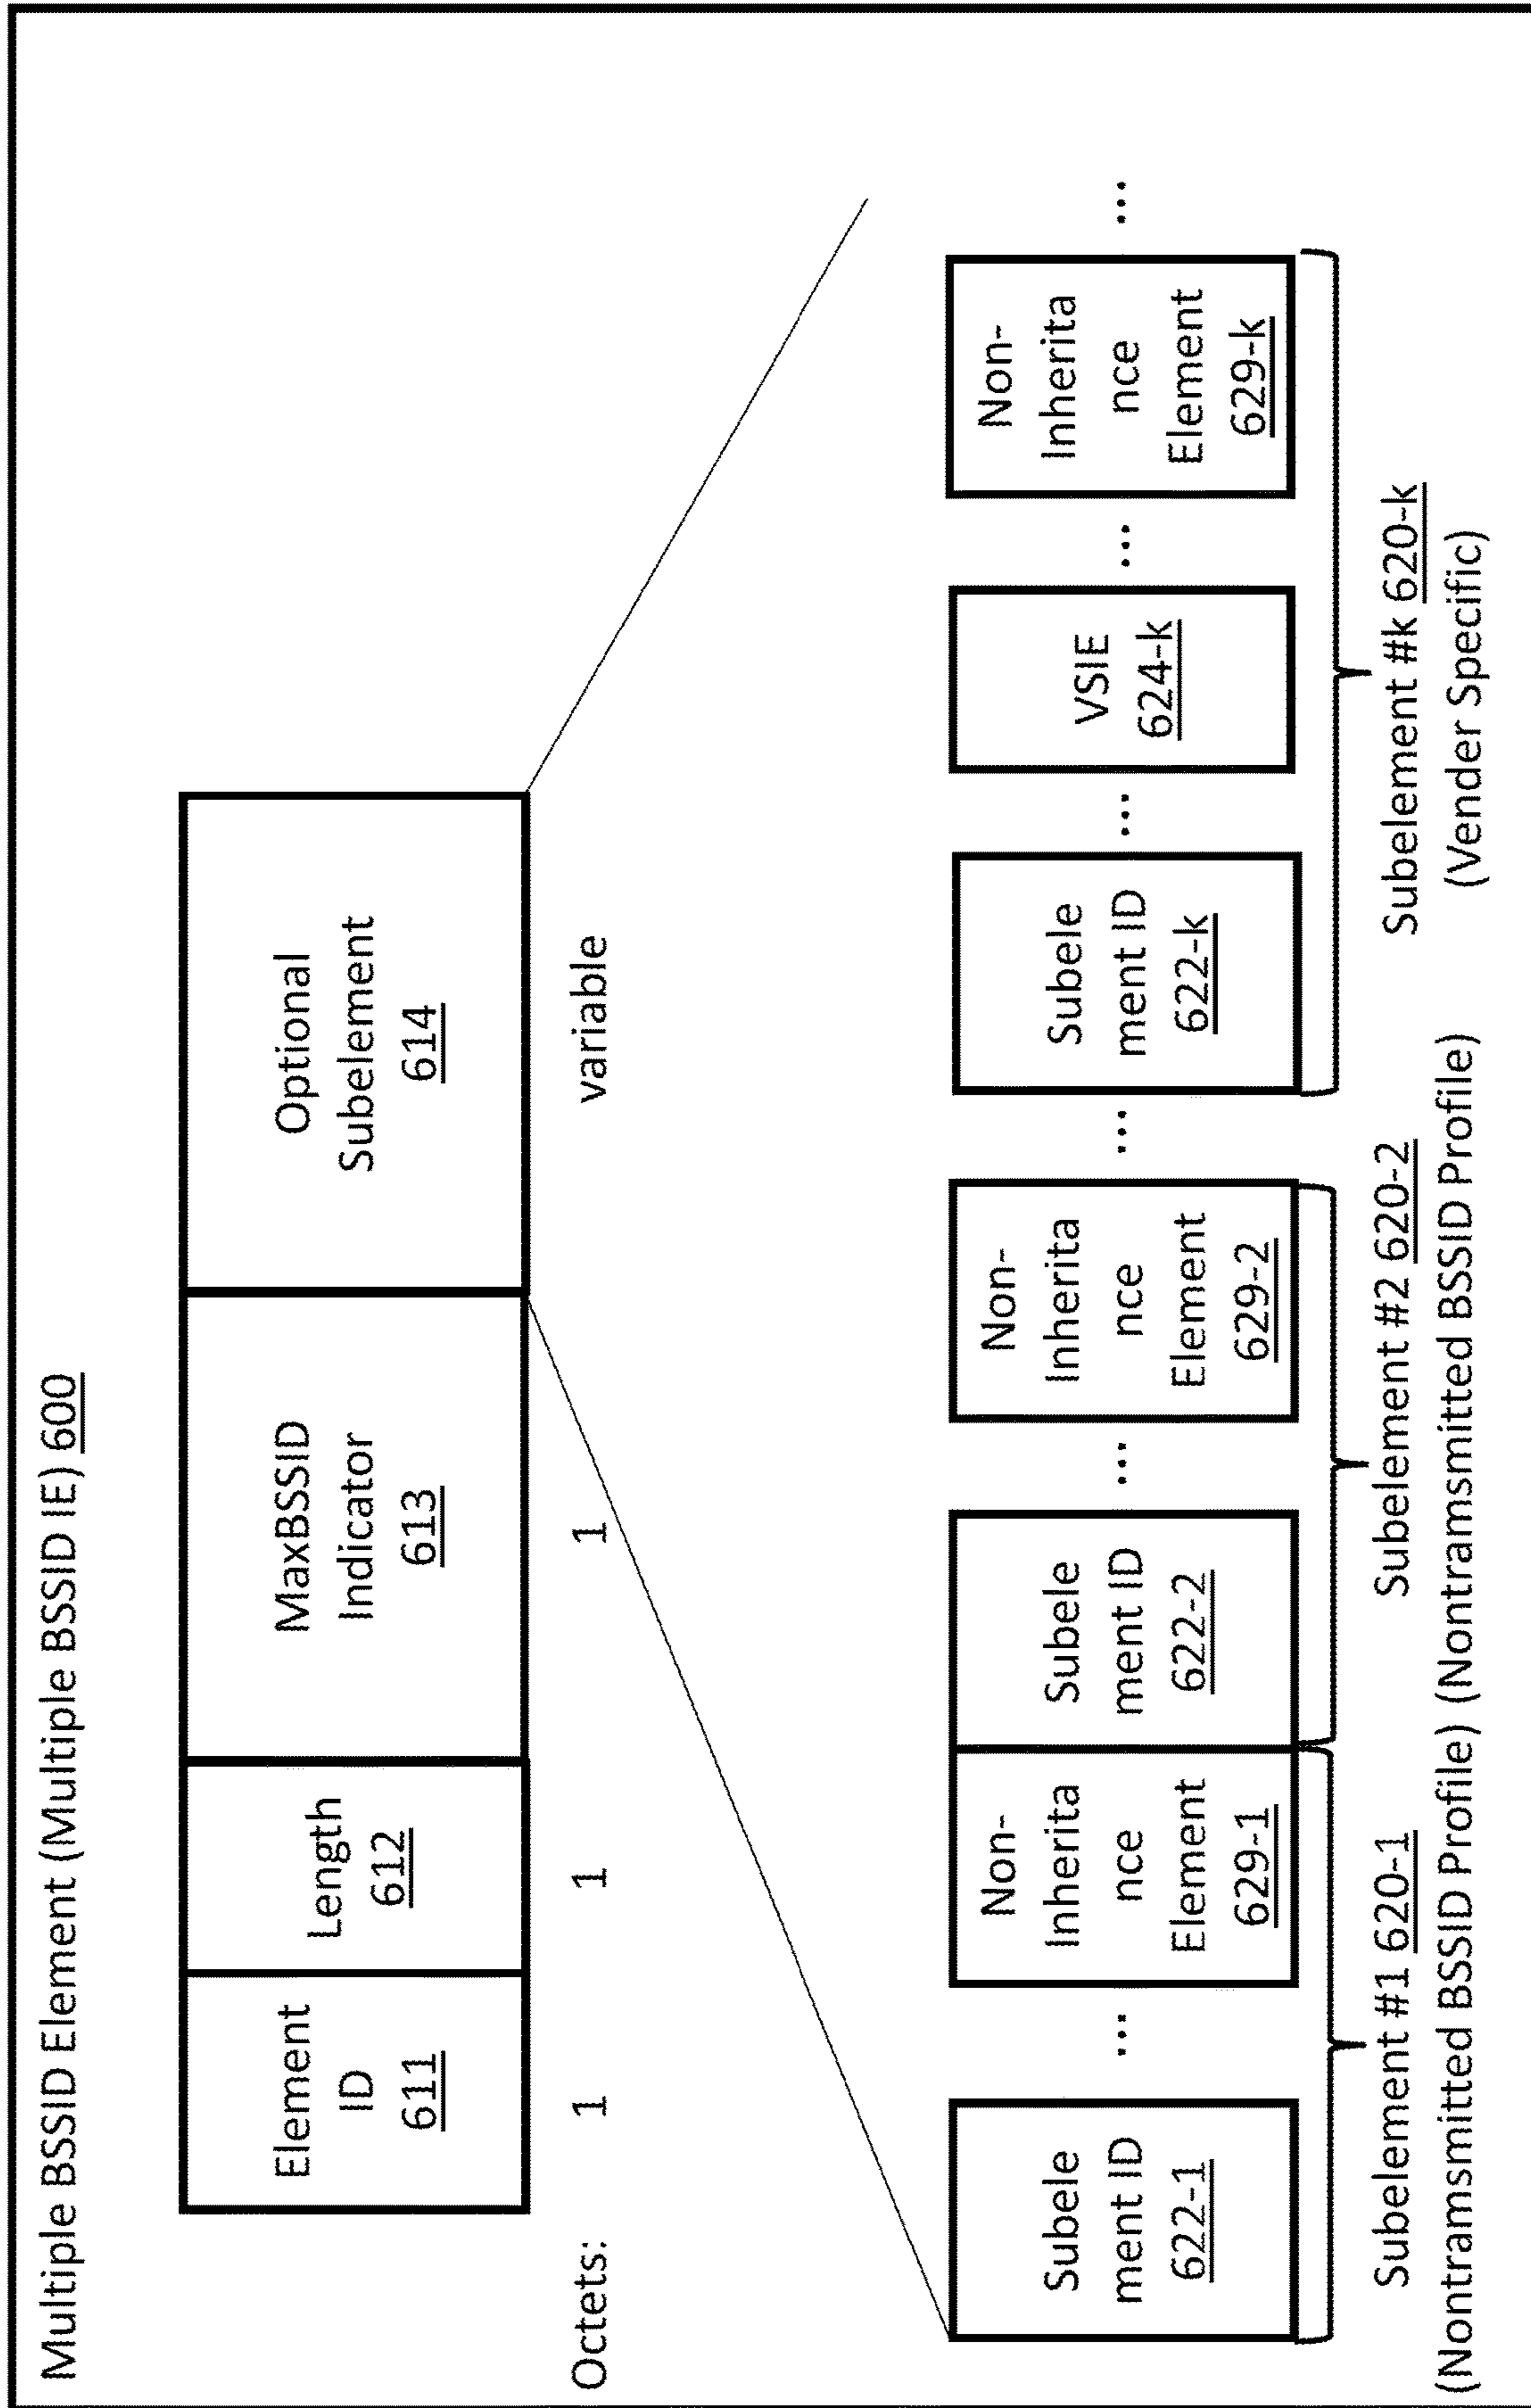 Multiple BSSID Element (Multiple BSSID IE) 600
Element
ID
611
Length
612
MaxBSSID
Indicator
613
Optional
Subelement
614
Octets: 1 1 1 variable
Subele
ment ID
622-1
...
Non-
Inherita
nce
Element
629-1
Subele
ment ID
622-2
...
Non-
Inherita
nce
Element
629-2
...
Subele
ment ID
622-k
...
VSIE
624-k
...
Non-
Inherita
nce
Element
629-k
...
Subelement #1 620-1
(Nontramsmitted BSSID Profile)
Subelement #2 620-2
(Nontramsmitted BSSID Profile)
Subelement #k 620-k
(Vender Specific)